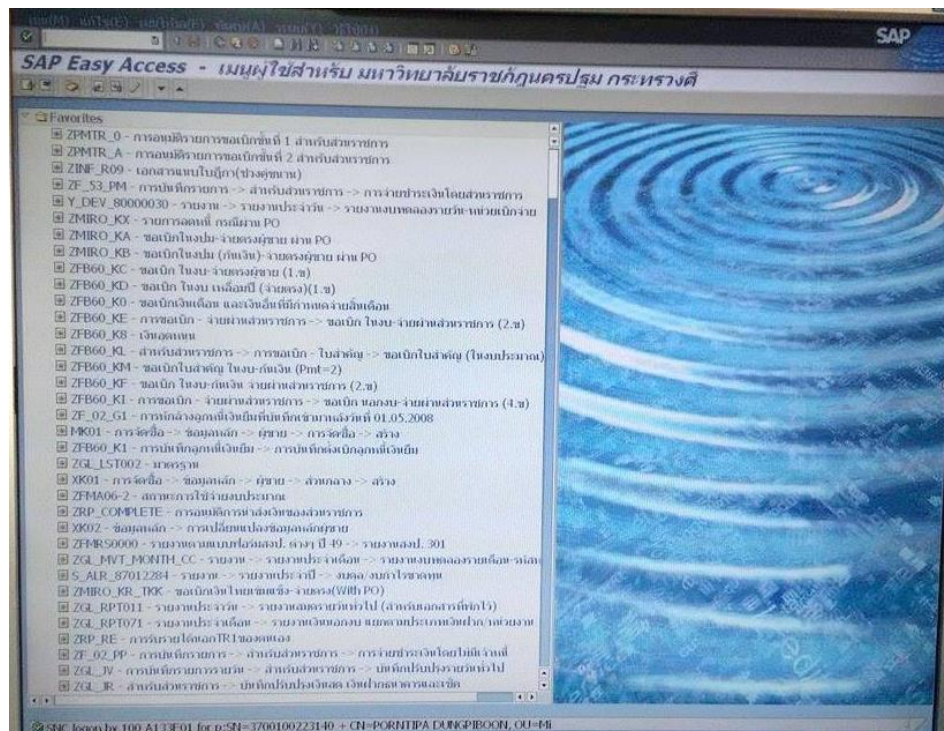 SAP
SAP Easy Access - เมนูผู้ใช้สำหรับ มหาวิทยาลัยราชภัฏนครปฐม กระทรวงศึ
Favorites
ZPMTR_0 - การอนุมัติรายการขอเบิกขั้นที่ 1 สำหรับส่วนราชการ
ZPMTR_A - การอนุมัติรายการขอเบิกขั้นที่ 2 สำหรับส่วนราชการ
ZINF_R09 - เอกสารแนบใบฎีกา(ช่วงคู่ขนาน)
ZF_53_PM - การบันทึกรายการ -> สำหรับส่วนราชการ -> การจ่ายชำระเงินโดยส่วนราชการ
Y_DEV_80000030 - รายงาน -> รายงานประจำวัน -> รายงานงบทดลองรายวัน-หน่วยเบิกจ่าย
ZMIRO_KX - รายการลดหนี้ กรณีผ่าน PO
ZMIRO_KA - ขอเบิกในงปม-จ่ายตรงผู้ขาย ผ่าน PO
ZMIRO_KB - ขอเบิกในงปม (กันเงิน)-จ่ายตรงผู้ขาย ผ่าน PO
ZFB60_KC - ขอเบิก ในงบ-จ่ายตรงผู้ขาย (1.ข)
ZFB60_KD - ขอเบิก ในงบ เหลื่อมปี (จ่ายตรง)(1.ข)
ZFB60_K0 - ขอเบิกเงินเดือน และเงินอื่นที่มีกำหนดจ่ายสิ้นเดือน
ZFB60_KE - การขอเบิก - จ่ายผ่านส่วนราชการ -> ขอเบิก ในงบ-จ่ายผ่านส่วนราชการ (2.ข)
ZFB60_K8 - เงินอุดหนุน
ZFB60_KL - สำหรับส่วนราชการ -> การขอเบิก - ใบสำคัญ -> ขอเบิกใบสำคัญ (ในงบประมาณ)
ZFB60_KM - ขอเบิกใบสำคัญ ในงบ-กันเงิน (Pmt=2)
ZFB60_KF - ขอเบิก ในงบ-กันเงิน จ่ายผ่านส่วนราชการ (2.ข)
ZFB60_KI - การขอเบิก - จ่ายผ่านส่วนราชการ -> ขอเบิก นอกงบ-จ่ายผ่านส่วนราชการ (4.ข)
ZF_02_G1 - การหักล้างลูกหนี้เงินยืมที่บันทึกเข้ามาหลังวันที่ 01.05.2008
MK01 - การจัดซื้อ -> ข้อมูลหลัก -> ผู้ขาย -> การจัดซื้อ -> สร้าง
ZFB60_K1 - การบันทึกลูกหนี้เงินยืม -> การบันทึกตั้งเบิกลูกหนี้เงินยืม
ZGL_LST002 - มาตรฐาน
XK01 - การจัดซื้อ -> ข้อมูลหลัก -> ผู้ขาย -> ส่วนกลาง -> สร้าง
ZFMA06-2 - สถานะการใช้จ่ายงบประมาณ
ZRP_COMPLETE - การอนุมัติการนำส่งเงินของส่วนราชการ
XK02 - ข้อมูลหลัก -> การเปลี่ยนแปลงข้อมูลหลักผู้ขาย
ZFMRS0000 - รายงานตามแบบฟอร์มสงป. ต่างๆ ปี 49 -> รายงานสงป. 301
ZGL_MVT_MONTH_CC - รายงาน -> รายงานประจำเดือน -> รายงานงบทดลองรายเดือน-รหัส
S_ALR_87012284 - รายงาน -> รายงานประจำปี -> งบดุล/งบกำไรขาดทุน
ZMIRO_KR_TKK - ขอเบิกเงินไทยเข้มแข็ง-จ่ายตรง(With PO)
ZGL_RPT011 - รายงานประจำวัน -> รายงานสมุดรายวันทั่วไป (สำหรับเอกสารที่พักไว้)
ZGL_RPT071 - รายงานประจำเดือน -> รายงานเงินนอกงบ แยกตามประเภทเงินฝาก/หน่วยงาน
ZRP_RE - การรับรายได้นอกTR1ของตนเอง
ZF_02_PP - การบันทึกรายการ -> สำหรับส่วนราชการ -> การจ่ายชำระเงินโดยไม่มีเจ้าหนี้
ZGL_JV - การบันทึกรายการรายวัน -> สำหรับส่วนราชการ -> บันทึกปรับปรุงรายวันทั่วไป
ZGL_JR - สำหรับส่วนราชการ -> บันทึกปรับปรุงเงินสด เงินฝากธนาคารและเช็ค
SNC logon by 100 A133E01 for p:SN=3700100223140 + CN=PORNTIPA DUNGPIBOON, OU=Mi